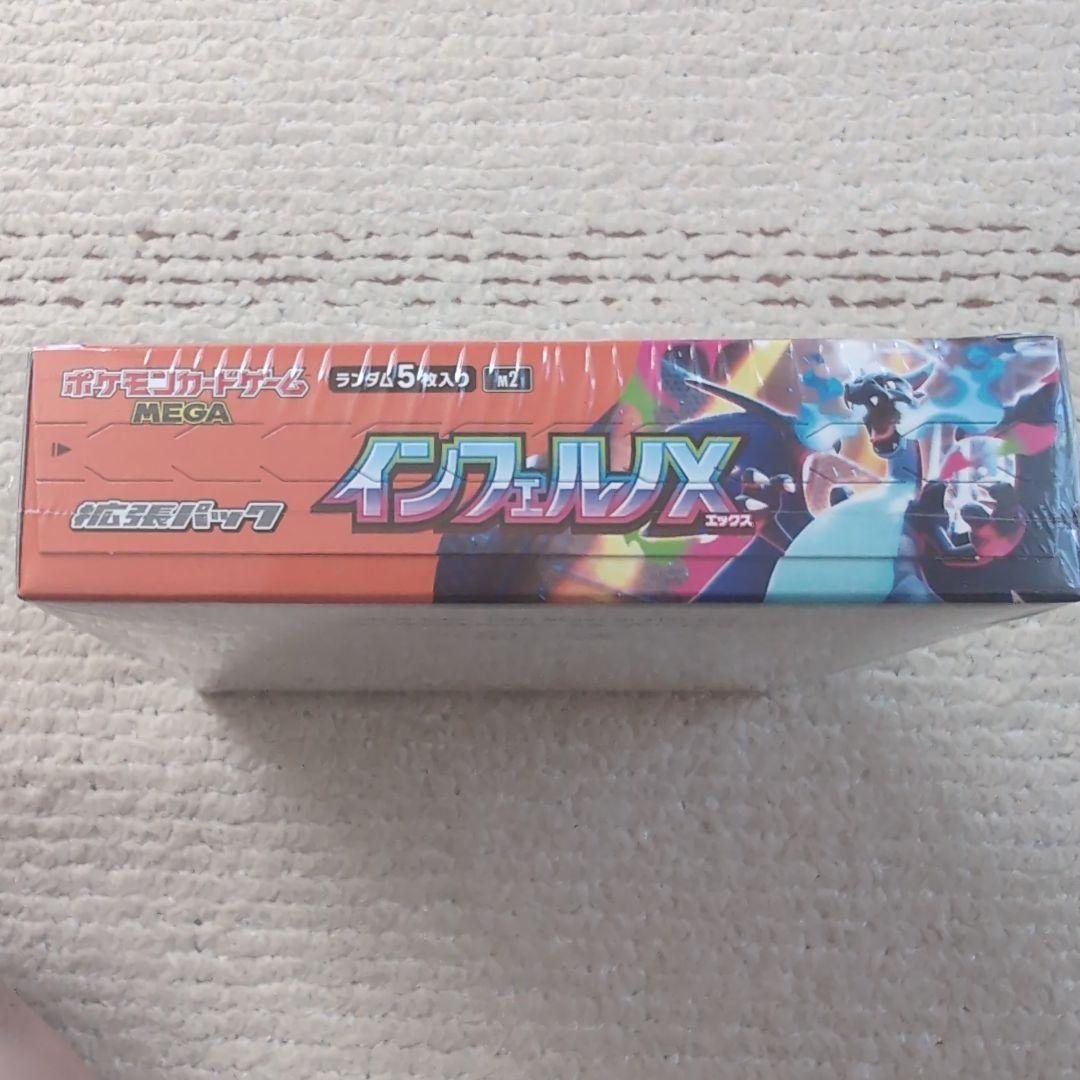 ポケモンカードゲーム
MEGA
ランダム5枚入り M2
インフェルノX
エックス
拡張パック